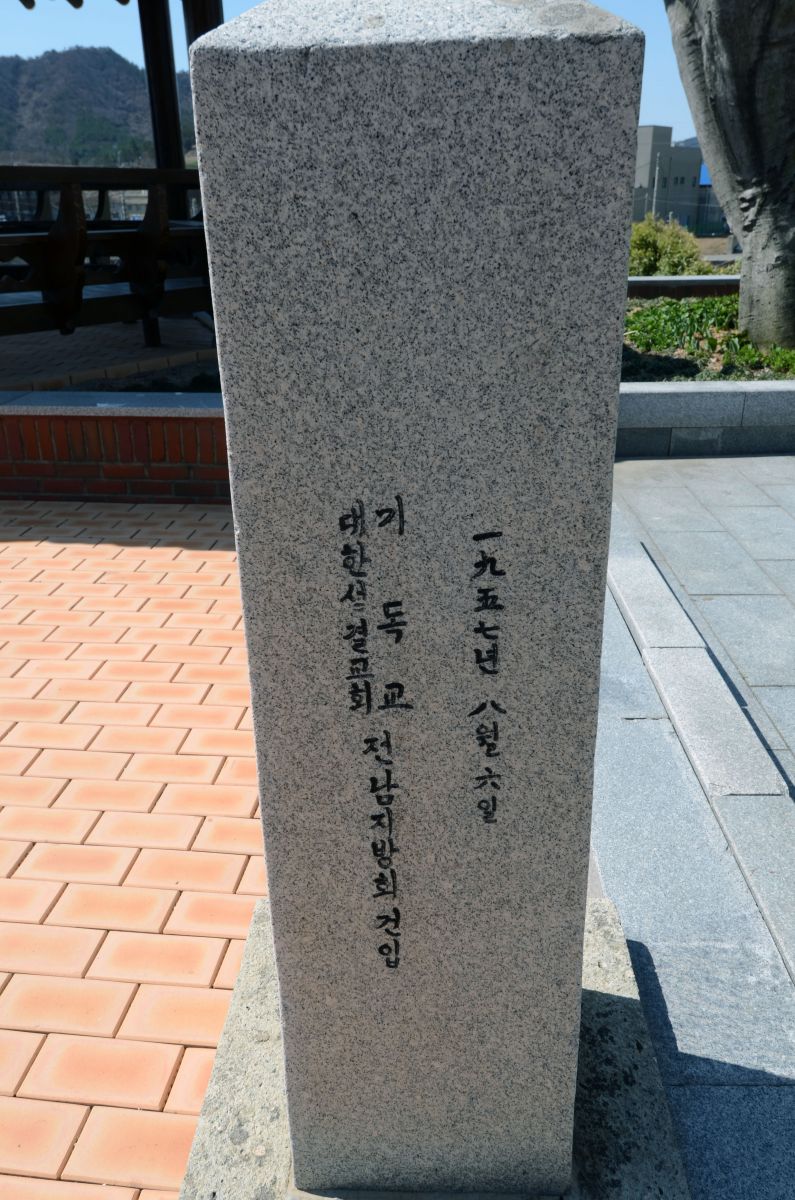 一九五七년 八월 六일
기독교
대한성결교회
전남지방회 건입